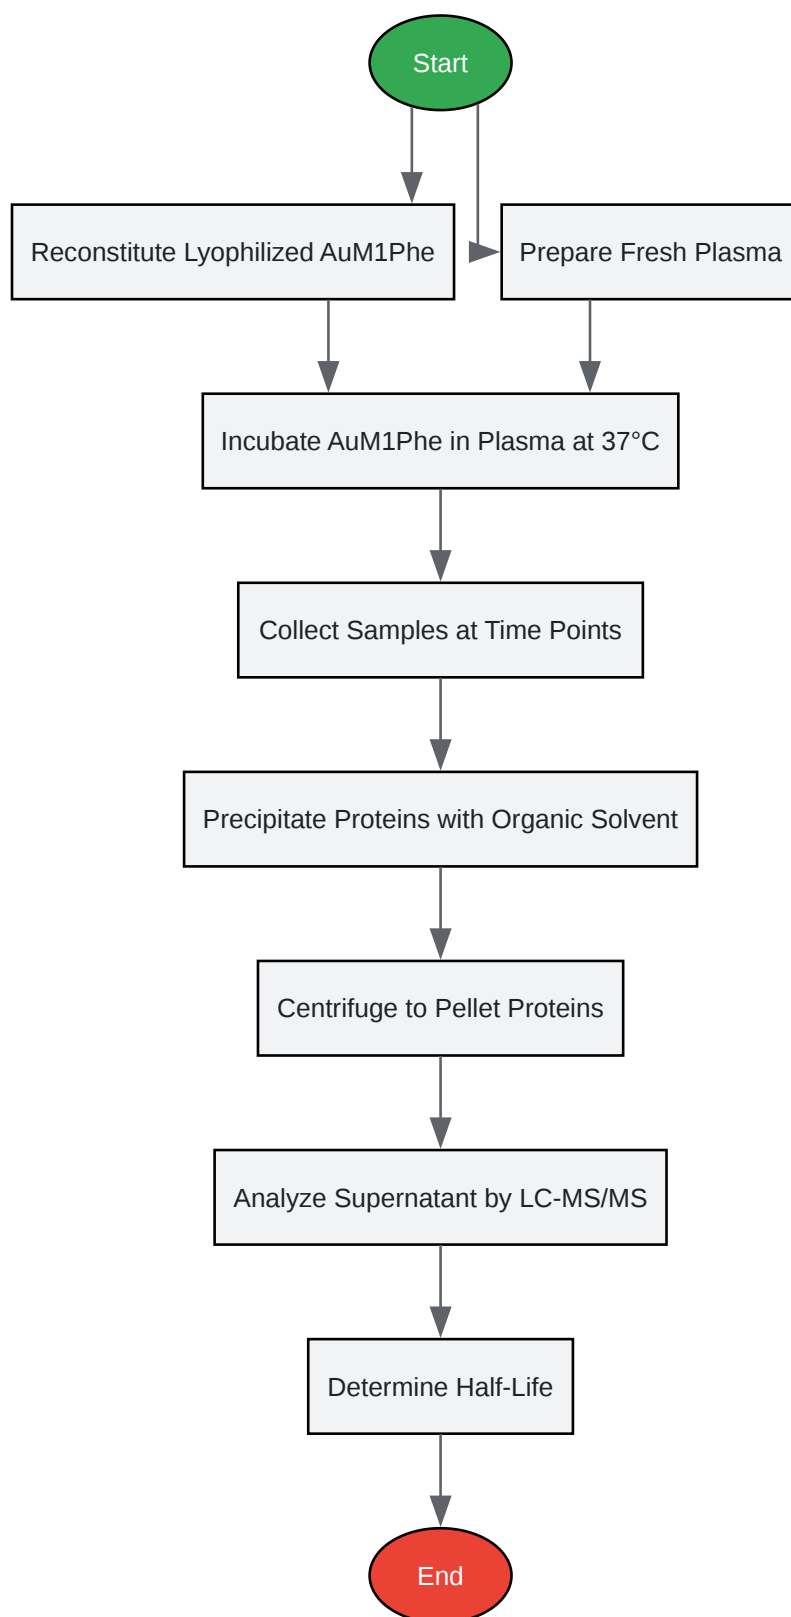 Start
Reconstitute Lyophilized AuM1Phe
Prepare Fresh Plasma
Incubate AuM1Phe in Plasma at 37°C
Collect Samples at Time Points
Precipitate Proteins with Organic Solvent
Centrifuge to Pellet Proteins
Analyze Supernatant by LC-MS/MS
Determine Half-Life
End